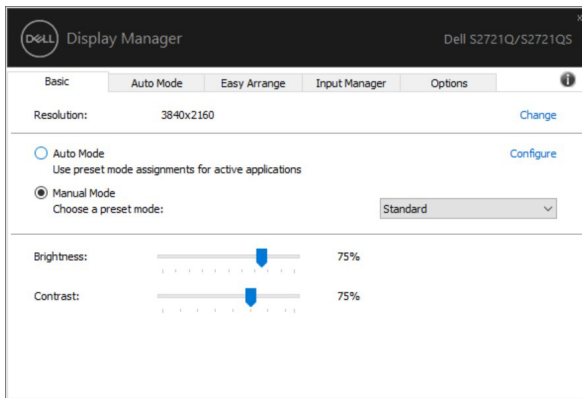 DELL Display Manager Dell S2721Q/S2721QS
Basic Auto Mode Easy Arrange Input Manager Options
Resolution: 3840x2160 Change
Auto Mode Configure
Use preset mode assignments for active applications
Manual Mode
Choose a preset mode: Standard
Brightness: 75%
Contrast: 75%